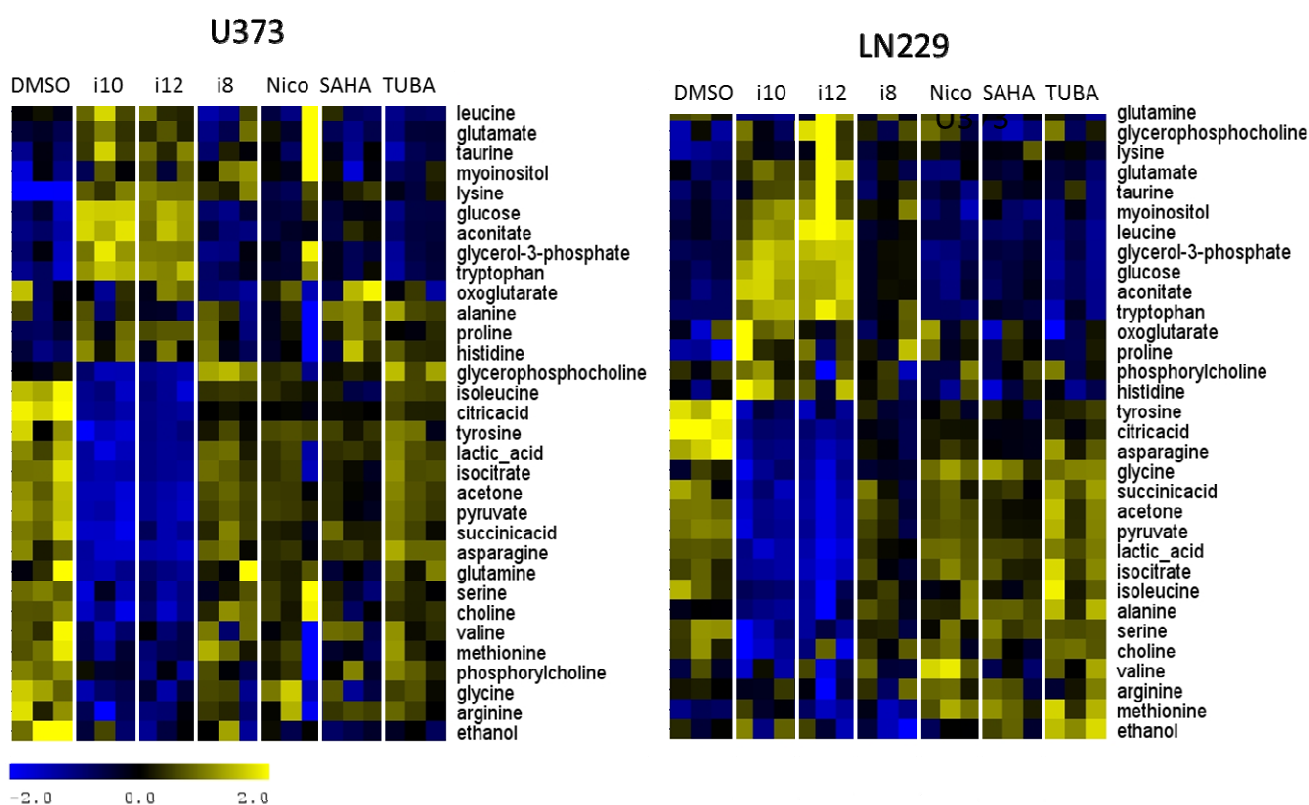 U373
DMSO i10 i12 i8 Nico SAHA TUBA
leucine
glutamate
taurine
myoinositol
lysine
glucose
aconitate
glycerol-3-phosphate
tryptophan
oxoglutarate
alanine
proline
histidine
glycerophosphocholine
isoleucine
citricacid
tyrosine
lactic_acid
isocitrate
acetone
pyruvate
succinicacid
asparagine
glutamine
serine
choline
valine
methionine
phosphorylcholine
glycine
arginine
ethanol
-2.0 0.0 2.0
LN229
DMSO i10 i12 i8 Nico SAHA TUBA
glutamine
glycerophosphocholine
lysine
glutamate
taurine
myoinositol
leucine
glycerol-3-phosphate
glucose
aconitate
tryptophan
oxoglutarate
proline
phosphorylcholine
histidine
tyrosine
citricacid
asparagine
glycine
succinicacid
acetone
pyruvate
lactic_acid
isocitrate
isoleucine
alanine
serine
choline
valine
arginine
methionine
ethanol